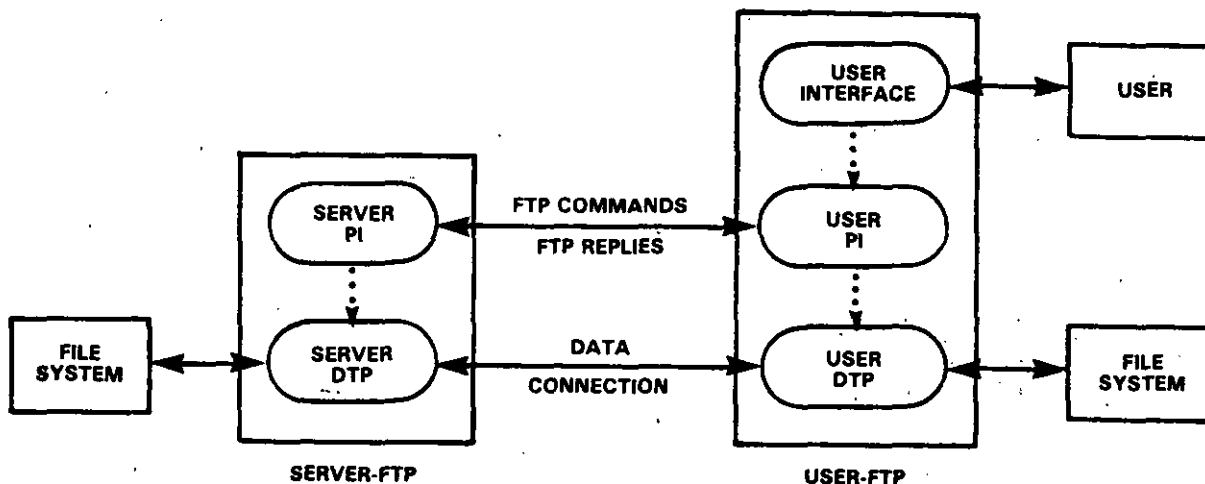 USER
INTERFACE
USER
SERVER
PI
FTP COMMANDS
FTP REPLIES
USER
PI
FILE
SYSTEM
SERVER
DTP
DATA
CONNECTION
USER
DTP
FILE
SYSTEM
SERVER-FTP
USER-FTP